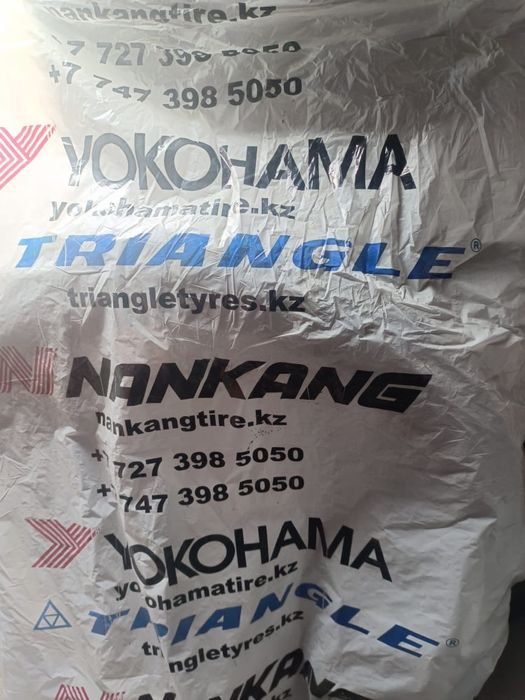 nankangtire.kz
+7 727 398 5050
+7 747 398 5050
YOKOHAMA
yokohamatire.kz
TRIANGLE®
triangletyres.kz
N NANKANG
nankangtire.kz
+7 727 398 5050
+7 747 398 5050
YOKOHAMA
yokohamatire.kz
TRIANGLE®
triangletyres.kz
NANKANG